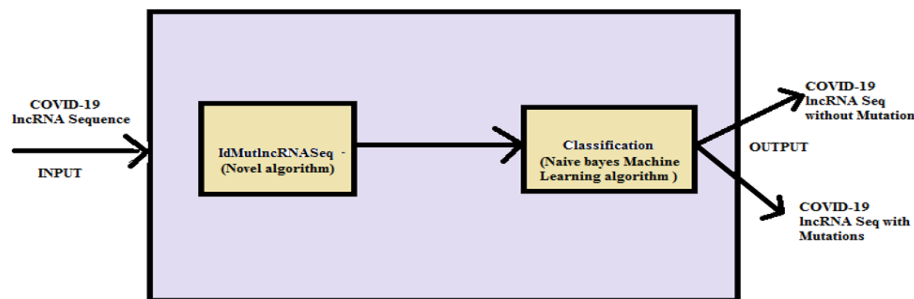 COVID-19
lncRNA Sequence
INPUT
IdMutlncRNASeq -
(Novel algorithm)
Classification
(Naive bayes Machine
Learning algorithm )
COVID-19
lncRNA Seq
without Mutation
OUTPUT
COVID-19
lncRNA Seq with
Mutations